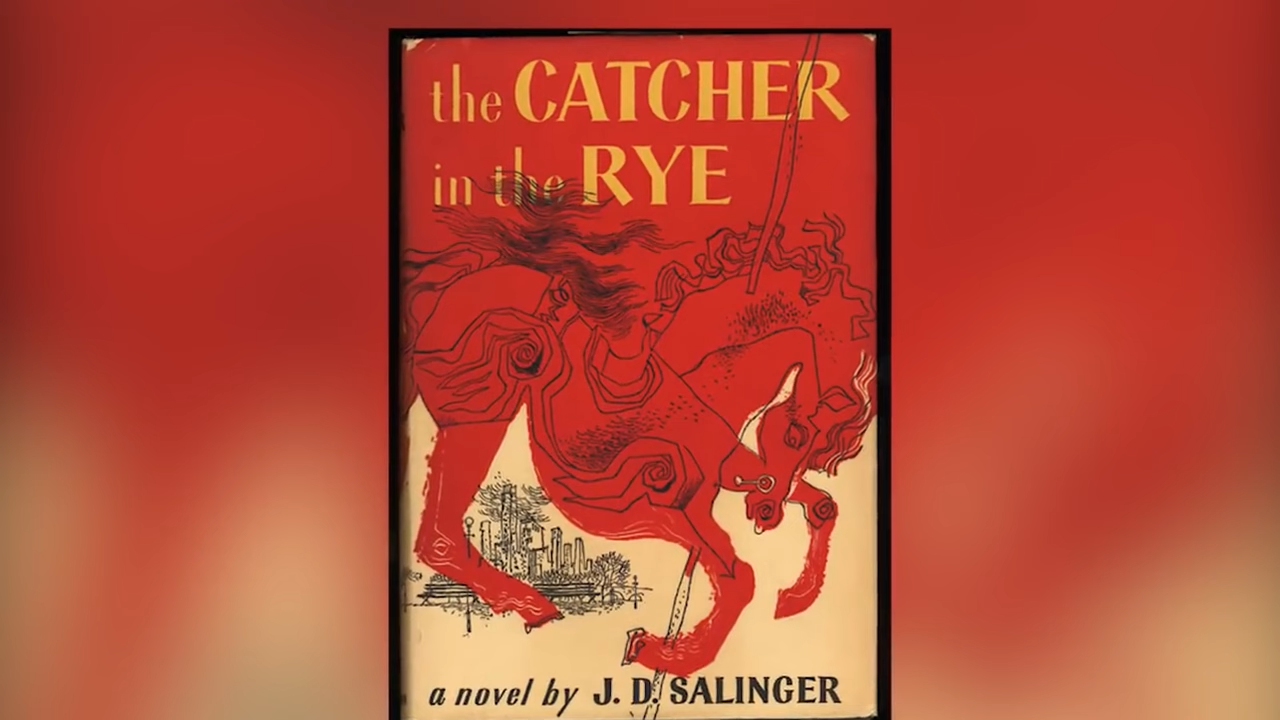 the CATCHER
in the RYE
a novel by J. D. SALINGER